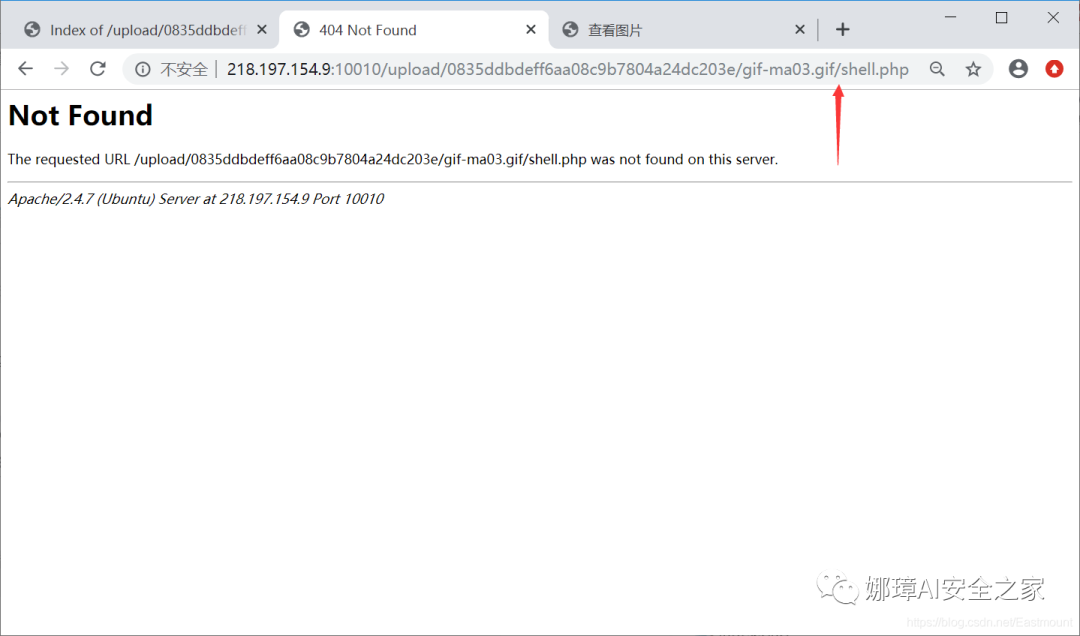 Index of /upload/0835ddbdeff
404 Not Found
查看图片
不安全 218.197.154.9:10010/upload/0835ddbdeff6aa08c9b7804a24dc203e/gif-ma03.gif/shell.php
Not Found
The requested URL /upload/0835ddbdeff6aa08c9b7804a24dc203e/gif-ma03.gif/shell.php was not found on this server.
Apache/2.4.7 (Ubuntu) Server at 218.197.154.9 Port 10010
娜璋AI安全之家
https://blog.csdn.net/Eastmount